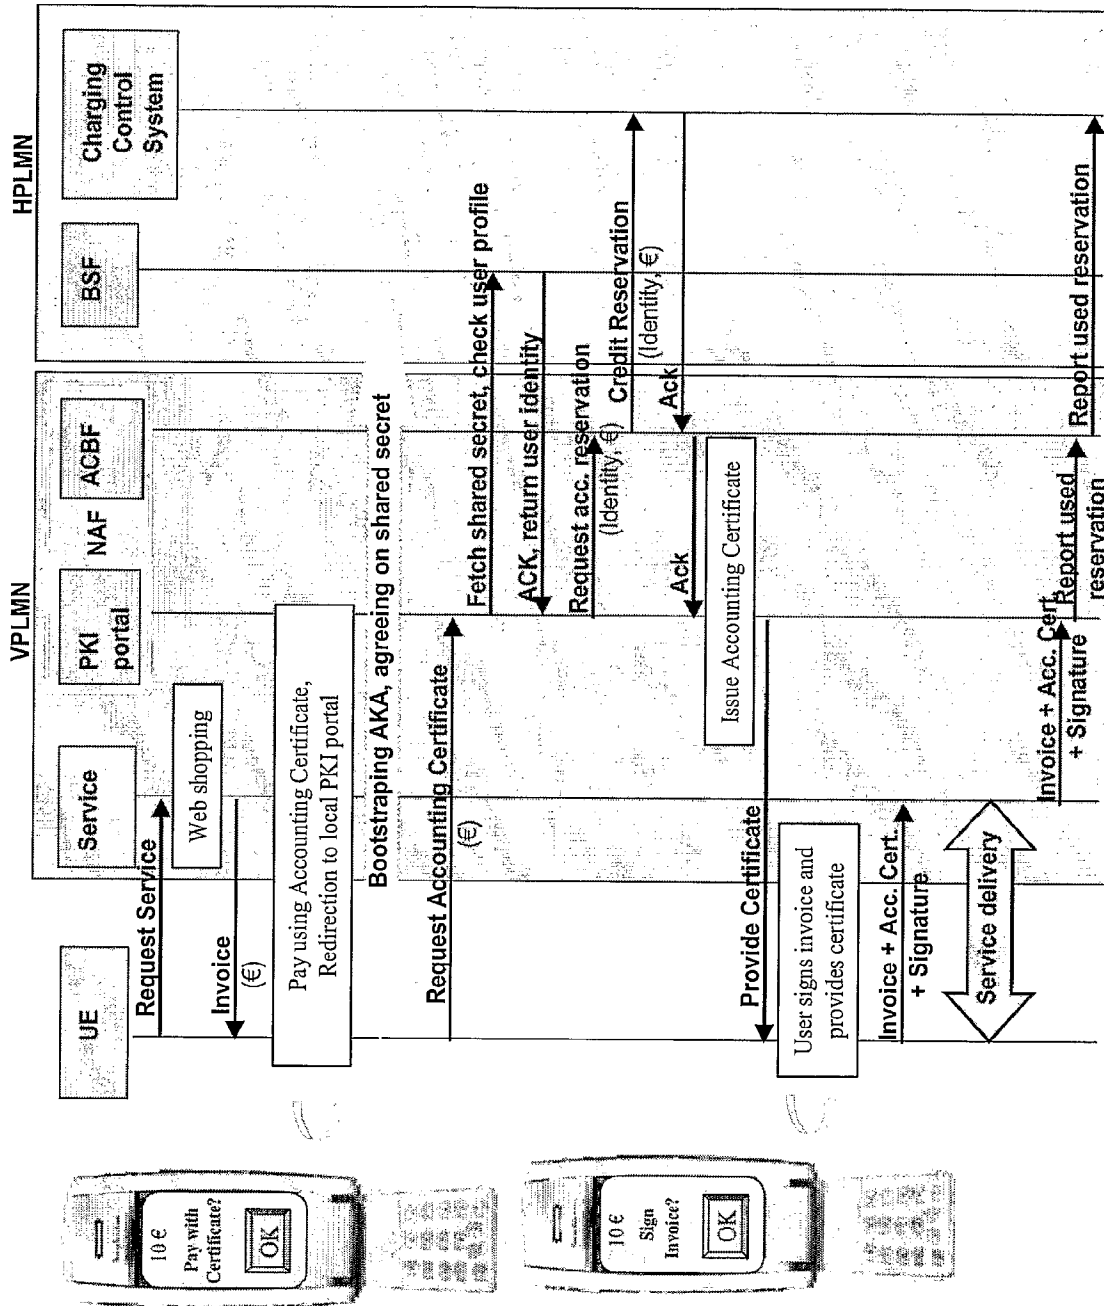 VPLMN
HPLMN
UE
Service
PKI
portal
NAF
ACBF
BSF
Charging
Control
System
Request Service
Web shopping
Invoice
(€)
Pay using Accounting Certificate,
Redirection to local PKI portal
Bootstraping AKA, agreeing on shared secret
Request Accounting Certificate
(€)
Fetch shared secret, check user profile
ACK, return user identity
Request acc. reservation
(Identity, €)
Credit Reservation
(Identity, €)
Ack
Ack
Issue Accounting Certificate
Provide Certificate
User signs invoice and
provides certificate
Invoice + Acc. Cert.
+ Signature
Service delivery
Invoice + Acc. Cert.
+ Signature
Report used
reservation
Report used reservation
10 €
Pay with
Certificate?
OK
10 €
Sign
Invoice?
OK